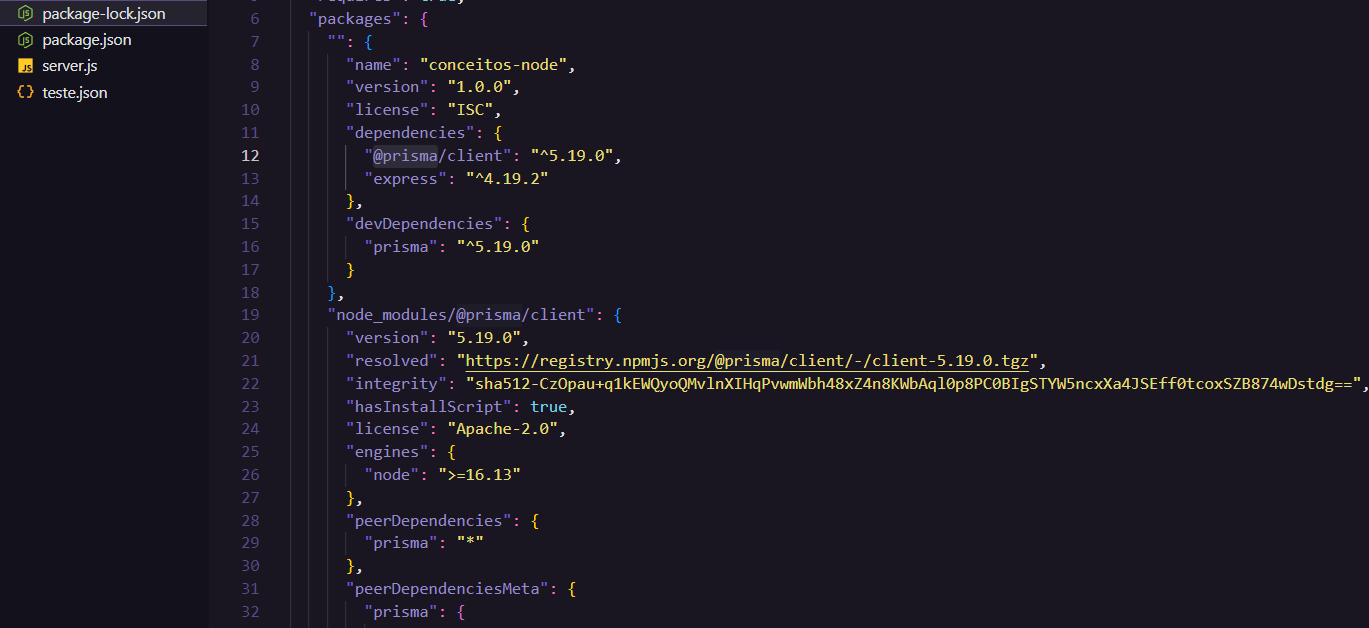 package-lock.json
package.json
server.js
teste.json
6 "packages": {
7 "": {
8 "name": "conceitos-node",
9 "version": "1.0.0",
10 "license": "ISC",
11 "dependencies": {
12 "@prisma/client": "^5.19.0",
13 "express": "^4.19.2"
14 },
15 "devDependencies": {
16 "prisma": "^5.19.0"
17 }
18 },
19 "node_modules/@prisma/client": {
20 "version": "5.19.0",
21 "resolved": "https://registry.npmjs.org/@prisma/client/-/client-5.19.0.tgz",
22 "integrity": "sha512-CzOpau+q1kEWQyoQMvlnXIHqPvwmWbh48xZ4n8KWbAql0p8PC0BIgSTYW5ncxXa4JSEff0tcoxSZB874wDstdg==",
23 "hasInstallScript": true,
24 "license": "Apache-2.0",
25 "engines": {
26 "node": ">=16.13"
27 },
28 "peerDependencies": {
29 "prisma": "*"
30 },
31 "peerDependenciesMeta": {
32 "prisma": {